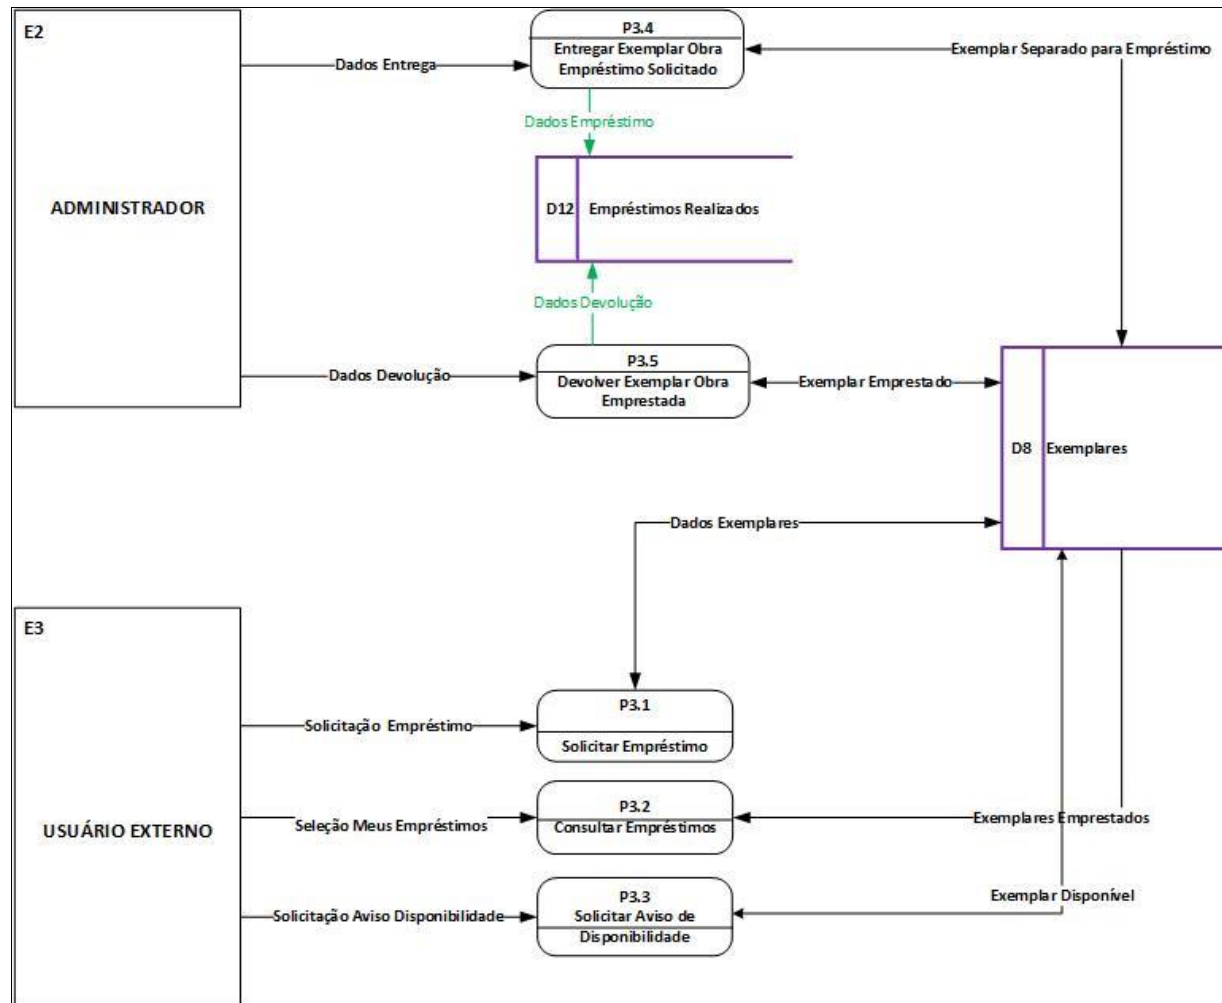 E2
ADMINISTRADOR
Dados Entrega
P3.4
Entregar Exemplar Obra
Empréstimo Solicitado
Exemplar Separado para Empréstimo
Dados Empréstimo
D12
Empréstimos Realizados
Dados Devolução
Dados Devolução
P3.5
Devolver Exemplar Obra
Emprestada
Exemplar Emprestado
D8
Exemplares
Dados Exemplares
E3
USUÁRIO EXTERNO
Solicitação Empréstimo
P3.1
Solicitar Empréstimo
Seleção Meus Empréstimos
P3.2
Consultar Empréstimos
Exemplares Emprestados
Solicitação Aviso Disponibilidade
P3.3
Solicitar Aviso de
Disponibilidade
Exemplar Disponível